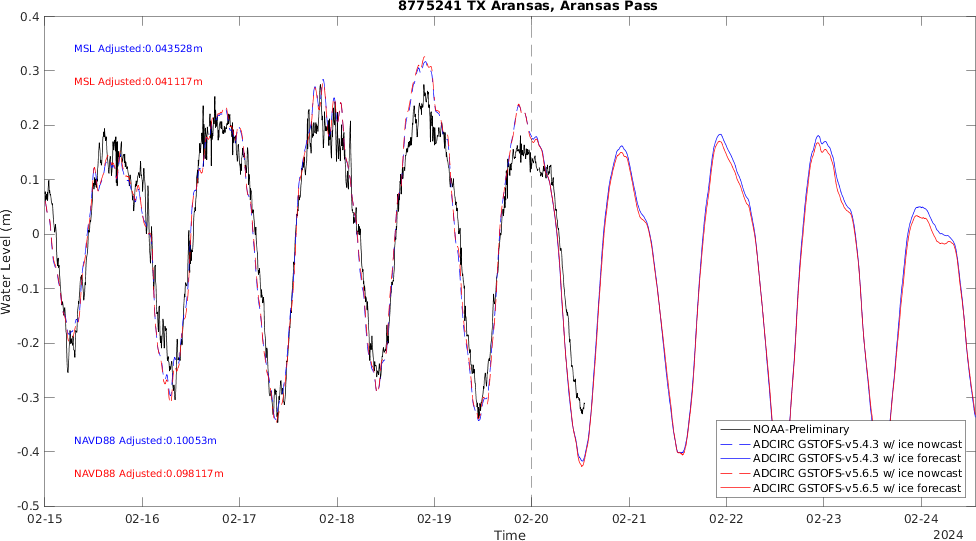 8775241 TX Aransas, Aransas Pass
0.4
0.3
0.2
0.1
0
-0.1
-0.2
-0.3
-0.4
-0.5
Water Level (m)
MSL Adjusted:0.043528m
MSL Adjusted:0.041117m
NAVD88 Adjusted:0.10053m
NAVD88 Adjusted:0.098117m
NOAA-Preliminary
ADCIRC GSTOFS-v5.4.3 w/ ice nowcast
ADCIRC GSTOFS-v5.4.3 w/ ice forecast
ADCIRC GSTOFS-v5.6.5 w/ ice nowcast
ADCIRC GSTOFS-v5.6.5 w/ ice forecast
02-15 02-16 02-17 02-18 02-19 02-20 02-21 02-22 02-23 02-24
Time
2024